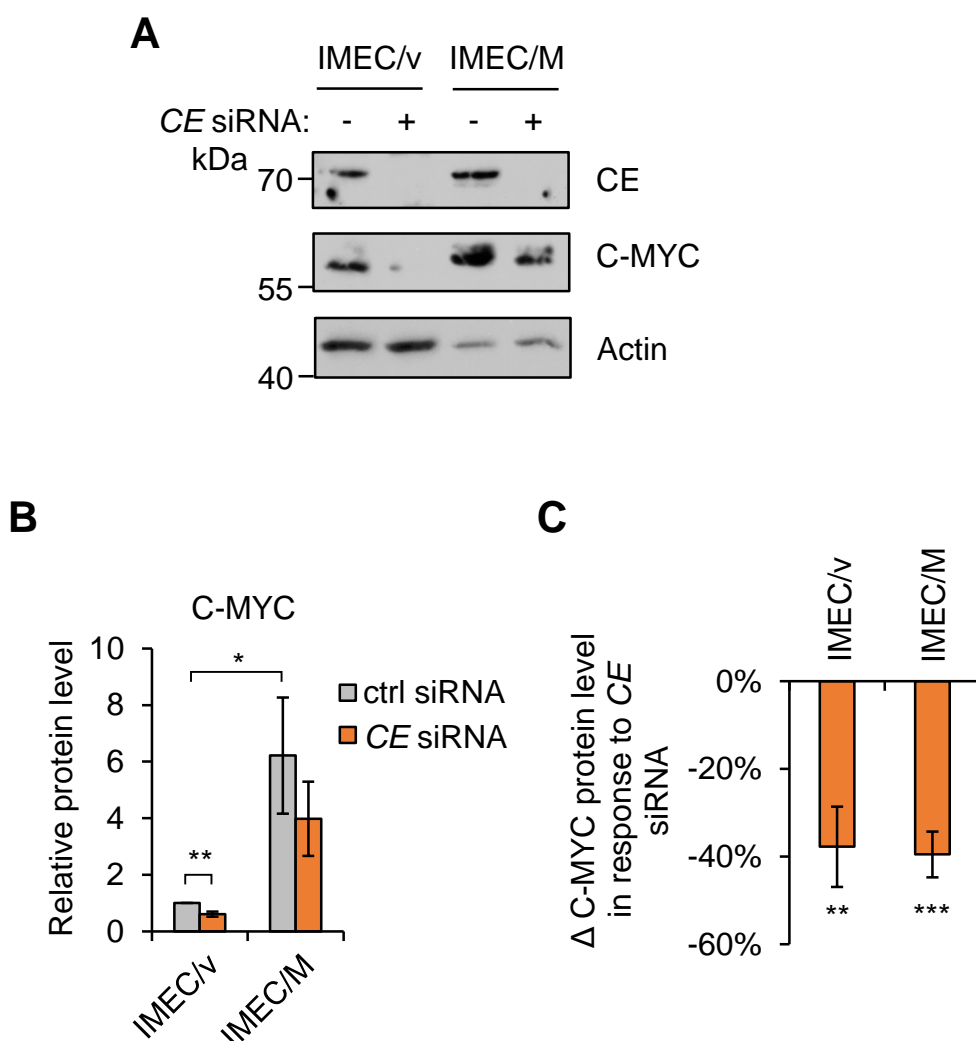 A
IMEC/v IMEC/M
CE siRNA: - + - +
kDa
70 CE
C-MYC
55
Actin
40
B
C-MYC
Relative protein level
10
8
6
4
2
0
*
**
ctrl siRNA
CE siRNA
IMEC/v
IMEC/M
C
IMEC/v
IMEC/M
Δ C-MYC protein level
in response to CE
siRNA
0%
-20%
-40%
-60%
**
***